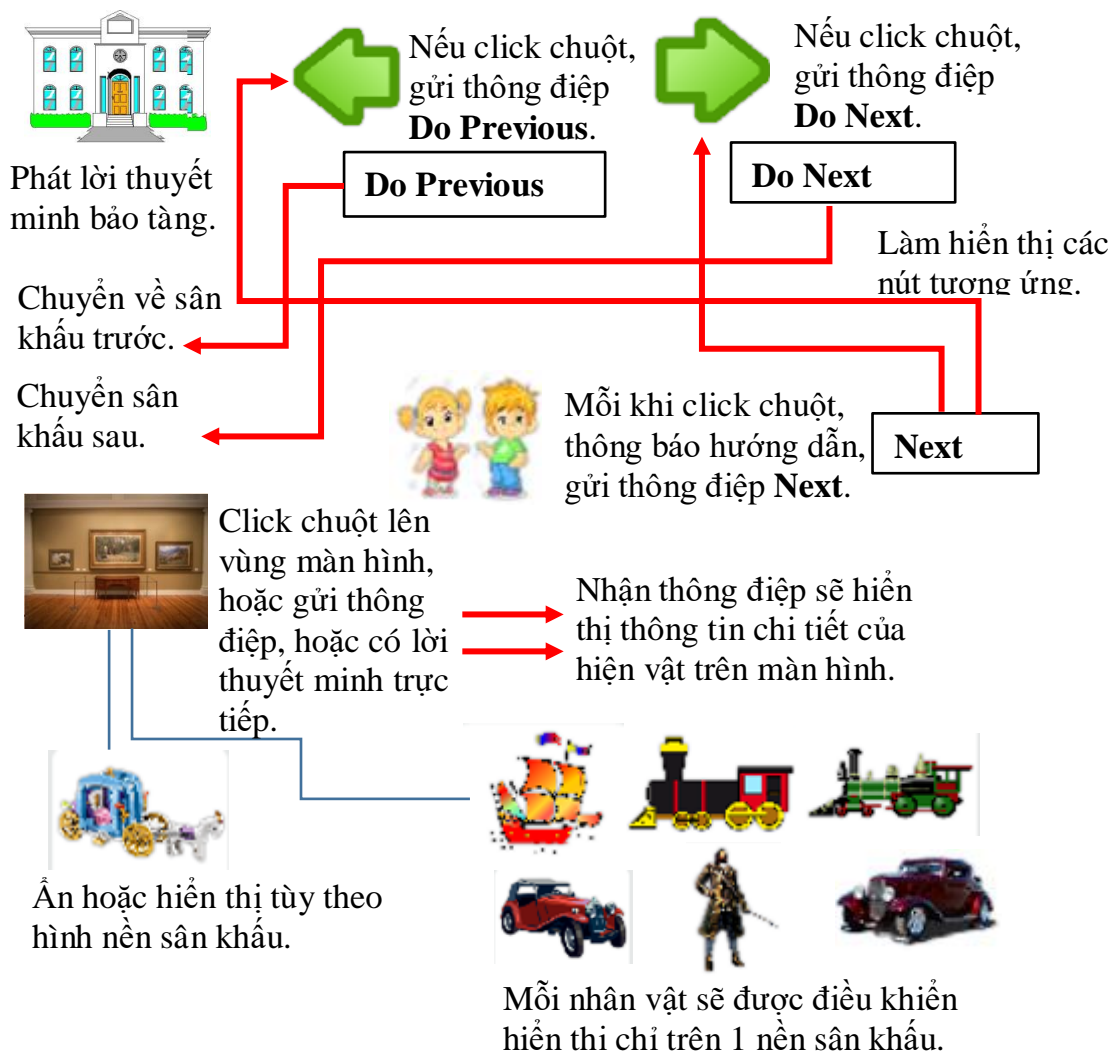 Nếu click chuột,
gửi thông điệp
Do Previous.
Nếu click chuột,
gửi thông điệp
Do Next.
Phát lời thuyết
minh bảo tàng.
Do Previous
Do Next
Làm hiển thị các
nút tương ứng.
Chuyển về sân
khấu trước.
Chuyển sân
khấu sau.
Mỗi khi click chuột,
thông báo hướng dẫn,
gửi thông điệp Next.
Next
Click chuột lên
vùng màn hình,
hoặc gửi thông
điệp, hoặc có lời
thuyết minh trực
tiếp.
Nhận thông điệp sẽ hiển
thị thông tin chi tiết của
hiện vật trên màn hình.
Ẩn hoặc hiển thị tùy theo
hình nền sân khấu.
Mỗi nhân vật sẽ được điều khiển
hiển thị chỉ trên 1 nền sân khấu.